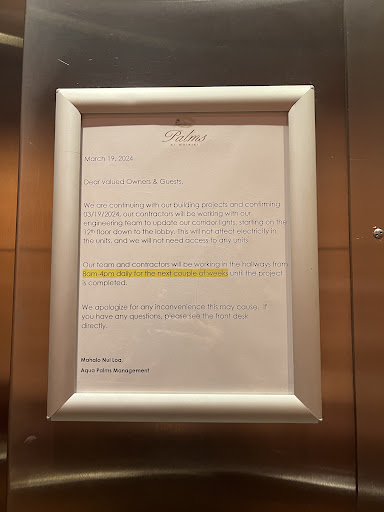 Palms
AT WAIKIKI
March 19, 2024
Dear Valued Owners & Guests,
We are continuing with our building projects and confirming
03/19/2024, our contractors will be working with our
engineering team to update our corridor lights, starting on the
12th floor down to the lobby, this will not affect electricity in
the units, and we will not need access to any unit.
Our team and contractors will be working in the hallways from
8am-4pm daily for the next couple of weeks until the project
is completed.
We apologize for any inconvenience this may cause. If
you have any questions, please see the front desk
directly.
Mahalo Nui Loa,
Aqua Palms Management